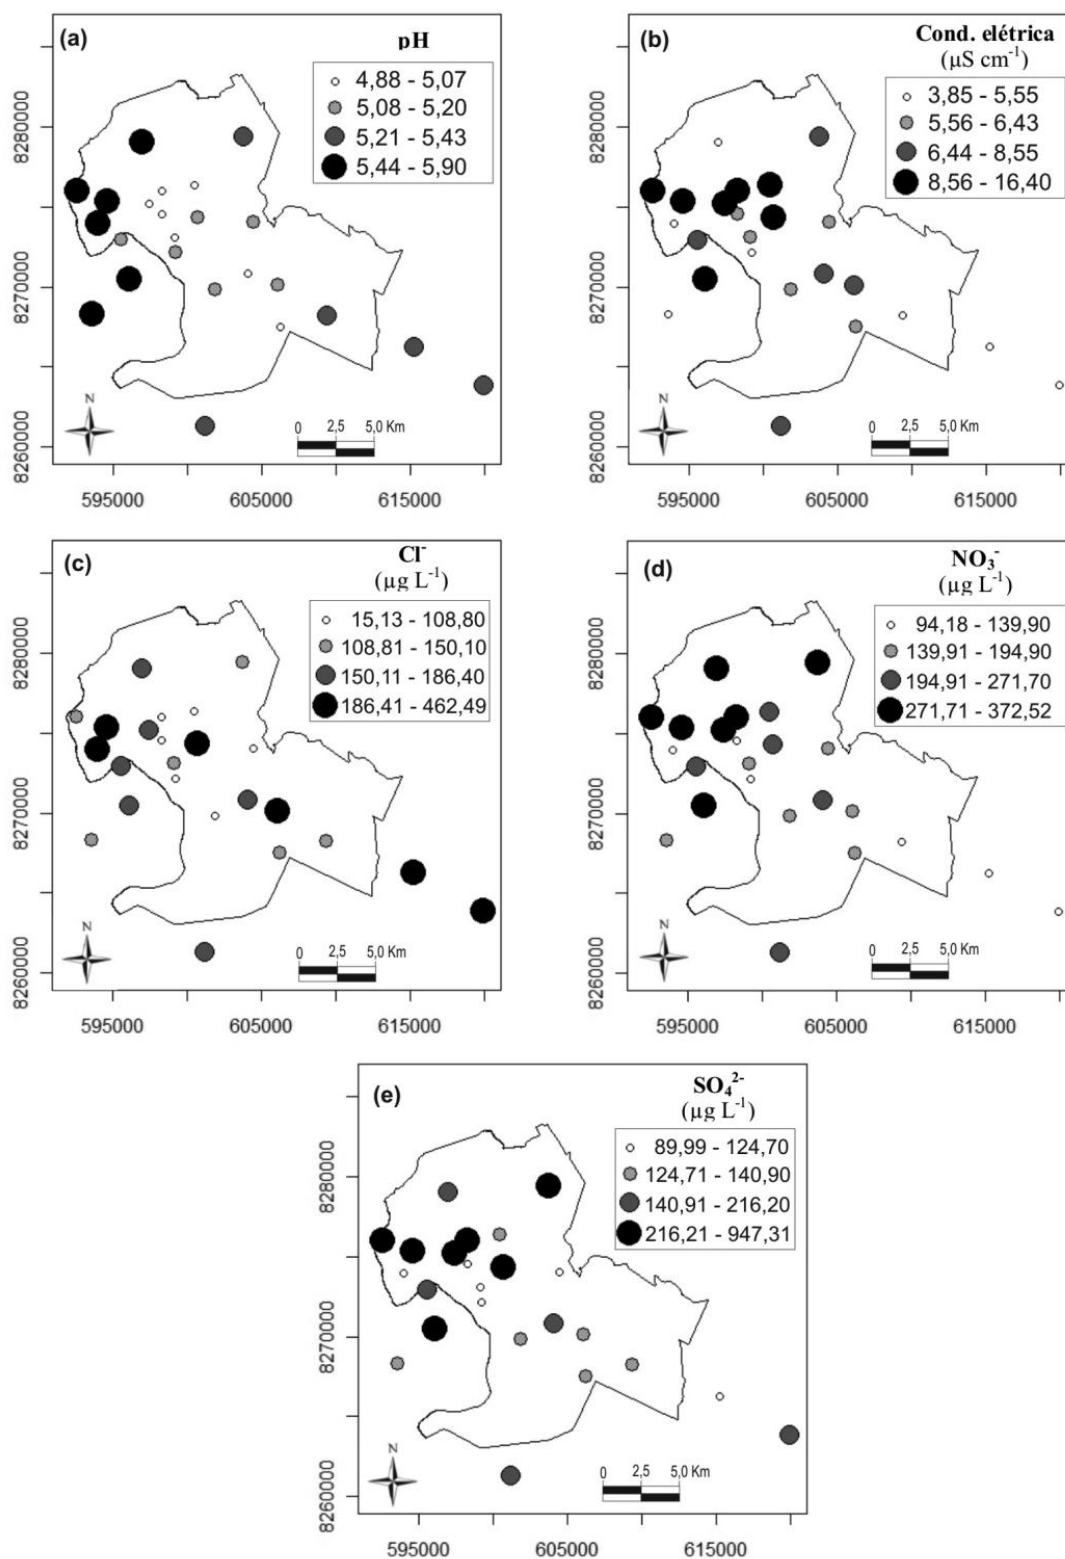 (a)
pH
4,88 - 5,07
5,08 - 5,20
5,21 - 5,43
5,44 - 5,90
8280000
8270000
8260000
N
0 2,5 5,0 Km
595000 605000 615000
(b)
Cond. elétrica
(µS cm⁻¹)
3,85 - 5,55
5,56 - 6,43
6,44 - 8,55
8,56 - 16,40
8280000
8270000
8260000
N
0 2,5 5,0 Km
595000 605000 615000
(c)
Cl⁻
(µg L⁻¹)
15,13 - 108,80
108,81 - 150,10
150,11 - 186,40
186,41 - 462,49
8280000
8270000
8260000
N
0 2,5 5,0 Km
595000 605000 615000
(d)
NO₃⁻
(µg L⁻¹)
94,18 - 139,90
139,91 - 194,90
194,91 - 271,70
271,71 - 372,52
8280000
8270000
8260000
N
0 2,5 5,0 Km
595000 605000 615000
(e)
SO₄²⁻
(µg L⁻¹)
89,99 - 124,70
124,71 - 140,90
140,91 - 216,20
216,21 - 947,31
8280000
8270000
8260000
N
0 2,5 5,0 Km
595000 605000 615000